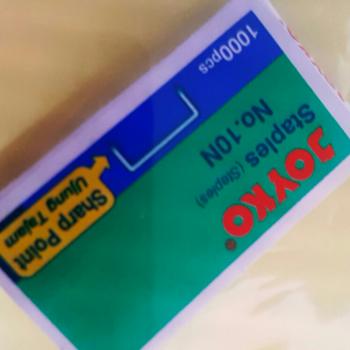 JOYKO®
Staples (Staples)
No.10N
1000pcs
Sharp Point
Ujung Tajam